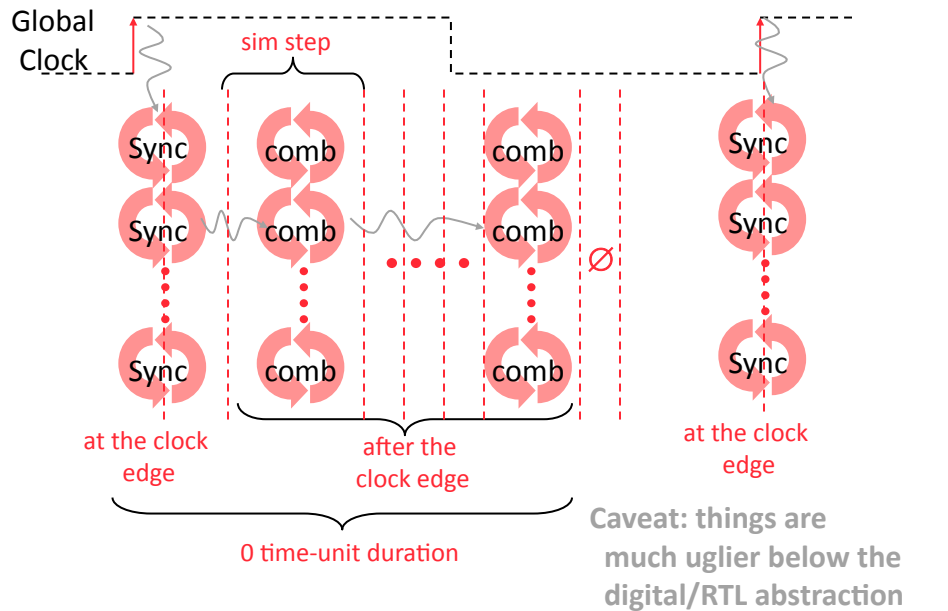 Global
Clock
sim step
Sync
comb
comb
Sync
Sync
comb
comb
Sync
∅
Sync
comb
comb
Sync
at the clock
edge
after the
clock edge
at the clock
edge
0 time-unit duration
Caveat: things are
much uglier below the
digital/RTL abstraction